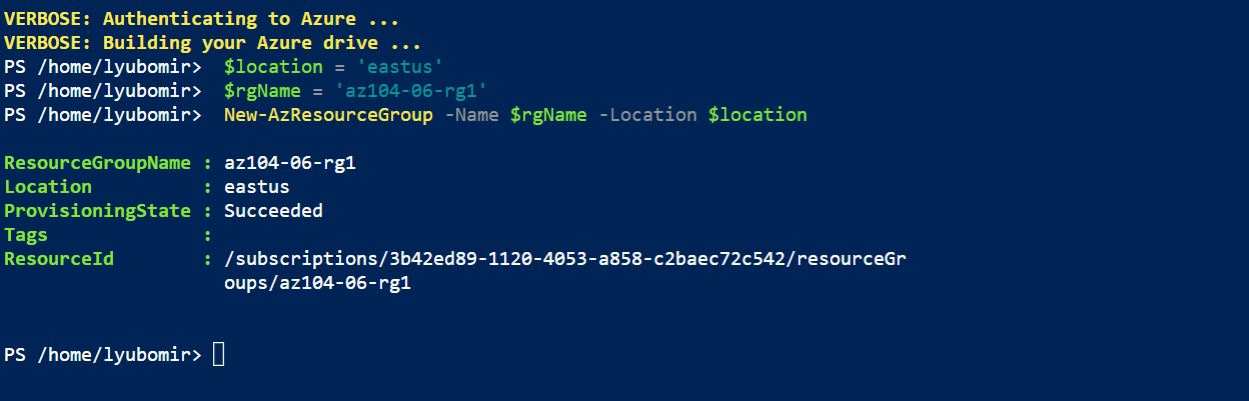 VERBOSE: Authenticating to Azure ...
VERBOSE: Building your Azure drive ...
PS /home/lyubomir>  $location = 'eastus'
PS /home/lyubomir>  $rgName = 'az104-06-rg1'
PS /home/lyubomir>  New-AzResourceGroup -Name $rgName -Location $location
ResourceGroupName : az104-06-rg1
Location          : eastus
ProvisioningState : Succeeded
Tags              :
ResourceId        : /subscriptions/3b42ed89-1120-4053-a858-c2baec72c542/resourceGr
                    oups/az104-06-rg1
PS /home/lyubomir>